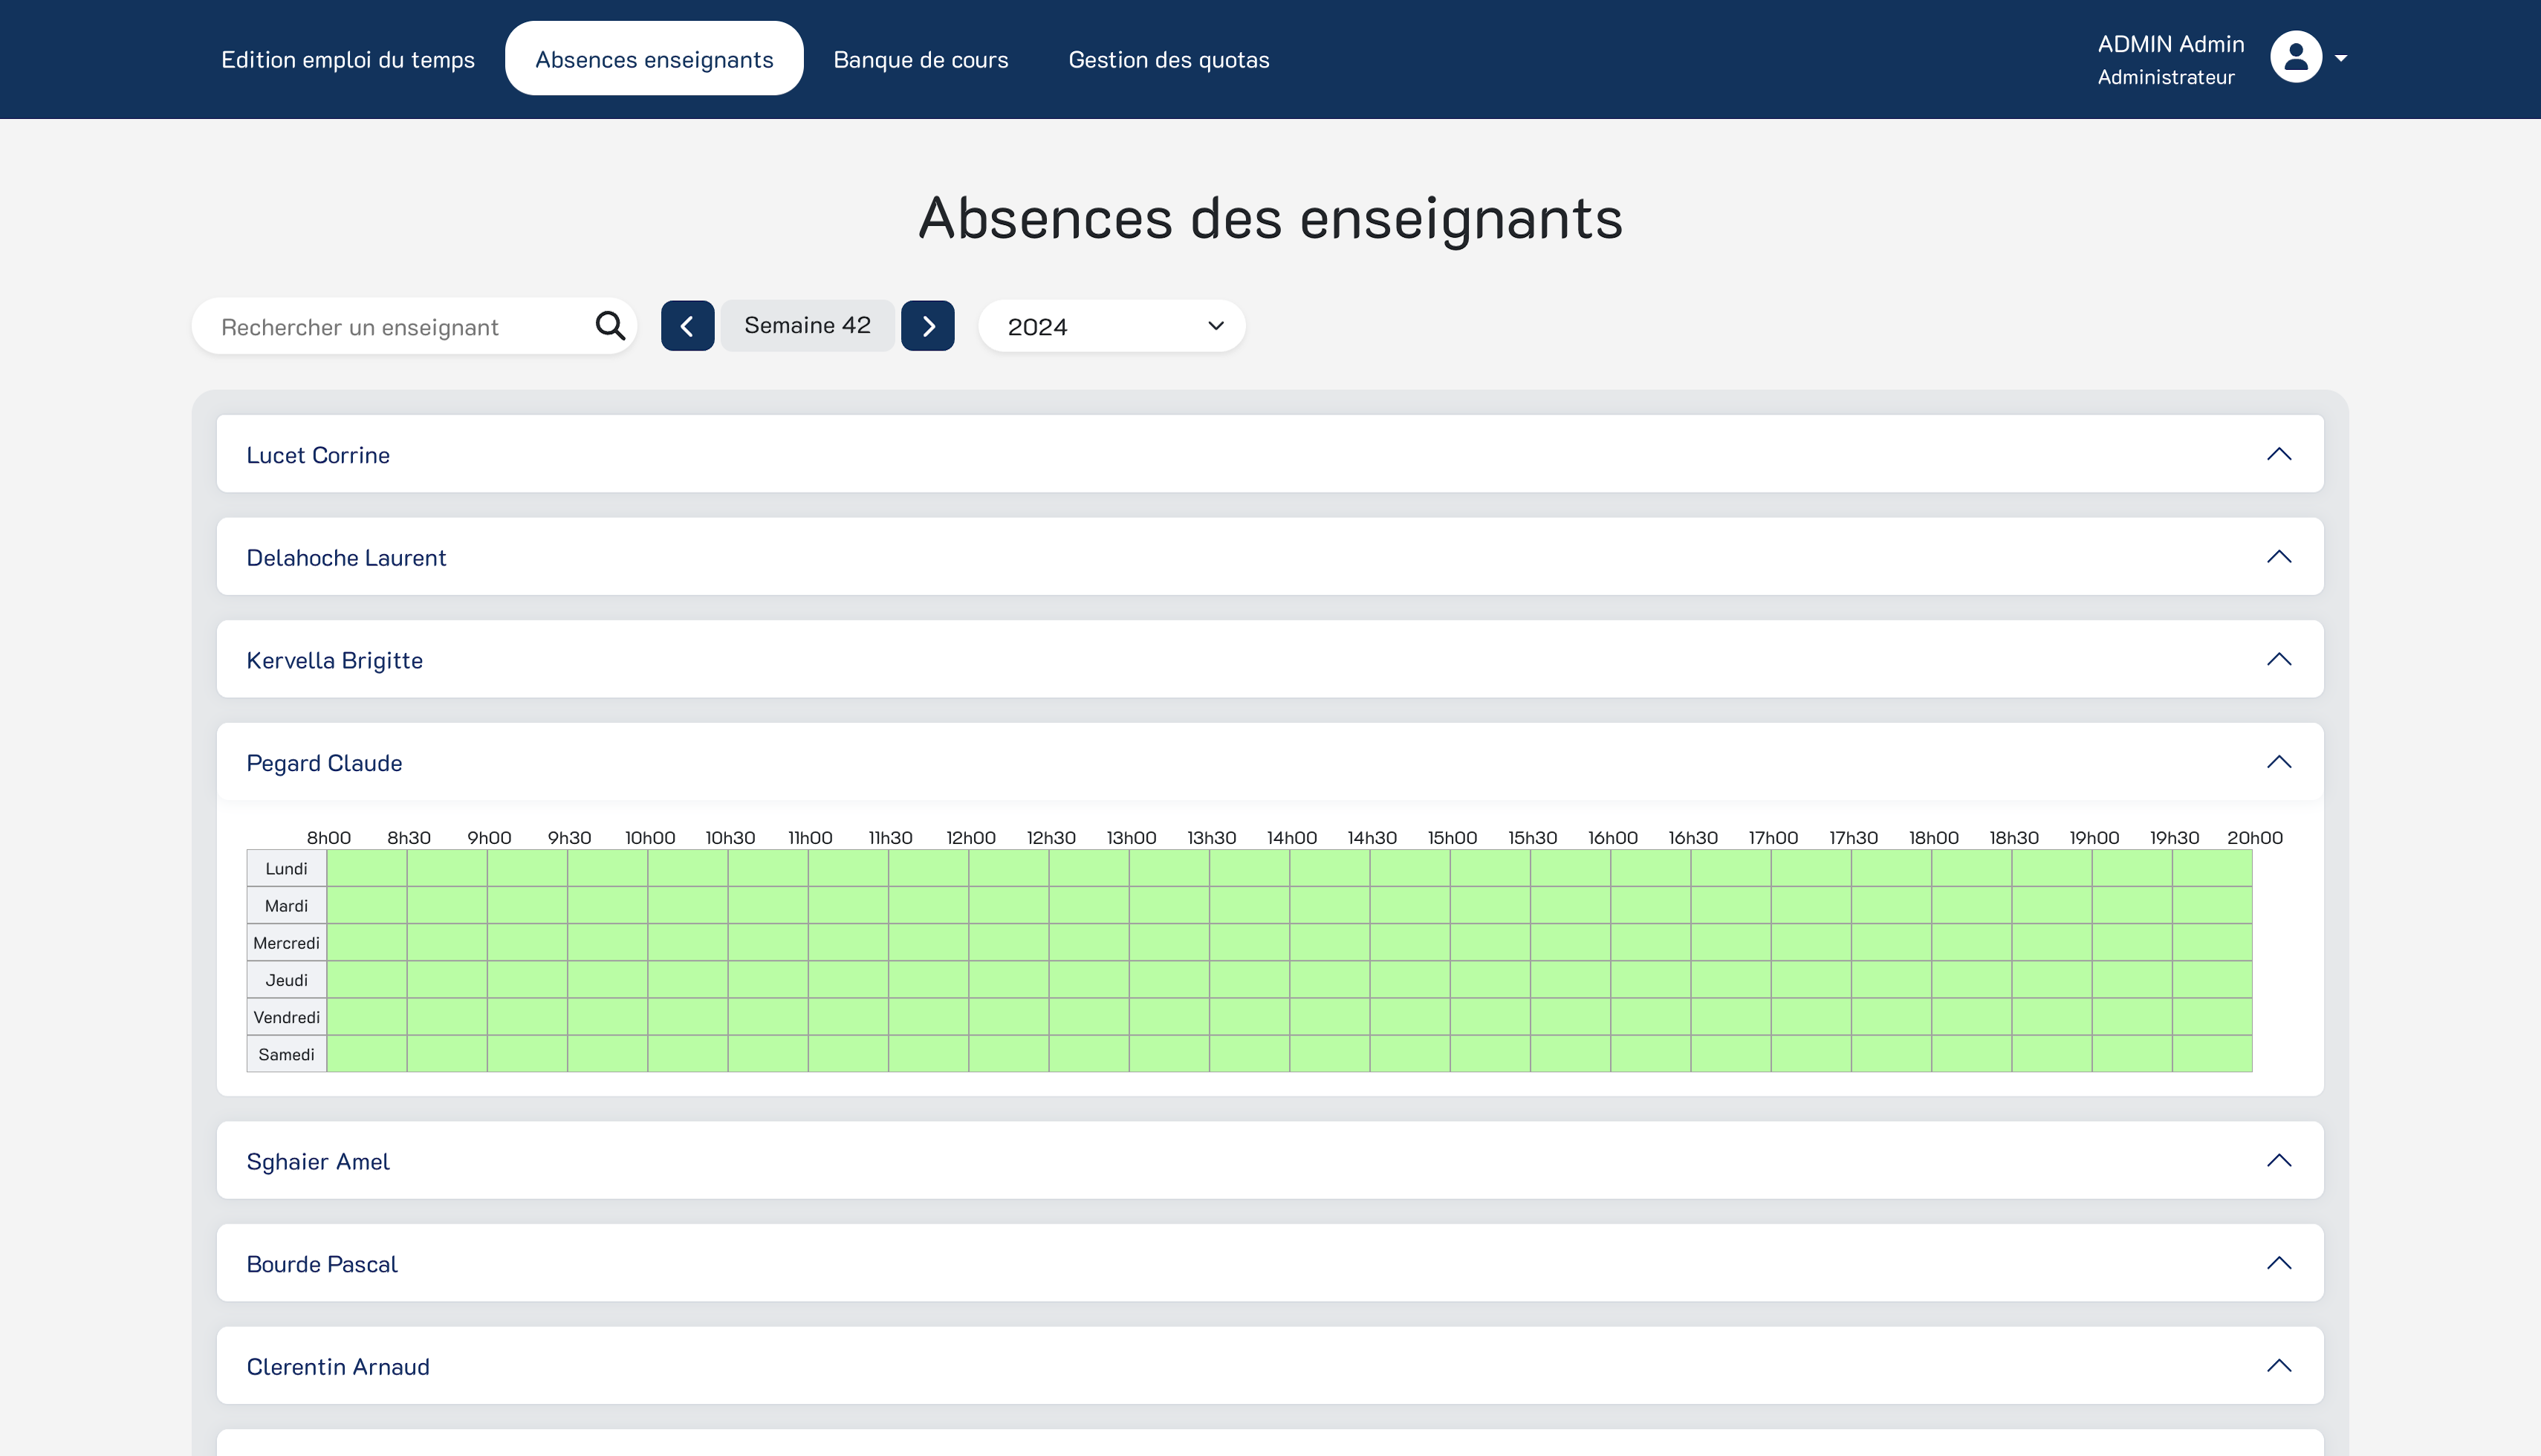 Edition emploi du temps Absences enseignants Banque de cours Gestion des quotas
ADMIN Admin
Administrateur
Absences des enseignants
Rechercher un enseignant Semaine 42 2024
Lucet Corrine
Delahoche Laurent
Kervella Brigitte
Pegard Claude
8h00 8h30 9h00 9h30 10h00 10h30 11h00 11h30 12h00 12h30 13h00 13h30 14h00 14h30 15h00 15h30 16h00 16h30 17h00 17h30 18h00 18h30 19h00 19h30 20h00
Lundi
Mardi
Mercredi
Jeudi
Vendredi
Samedi
Sghaier Amel
Bourde Pascal
Clerentin Arnaud